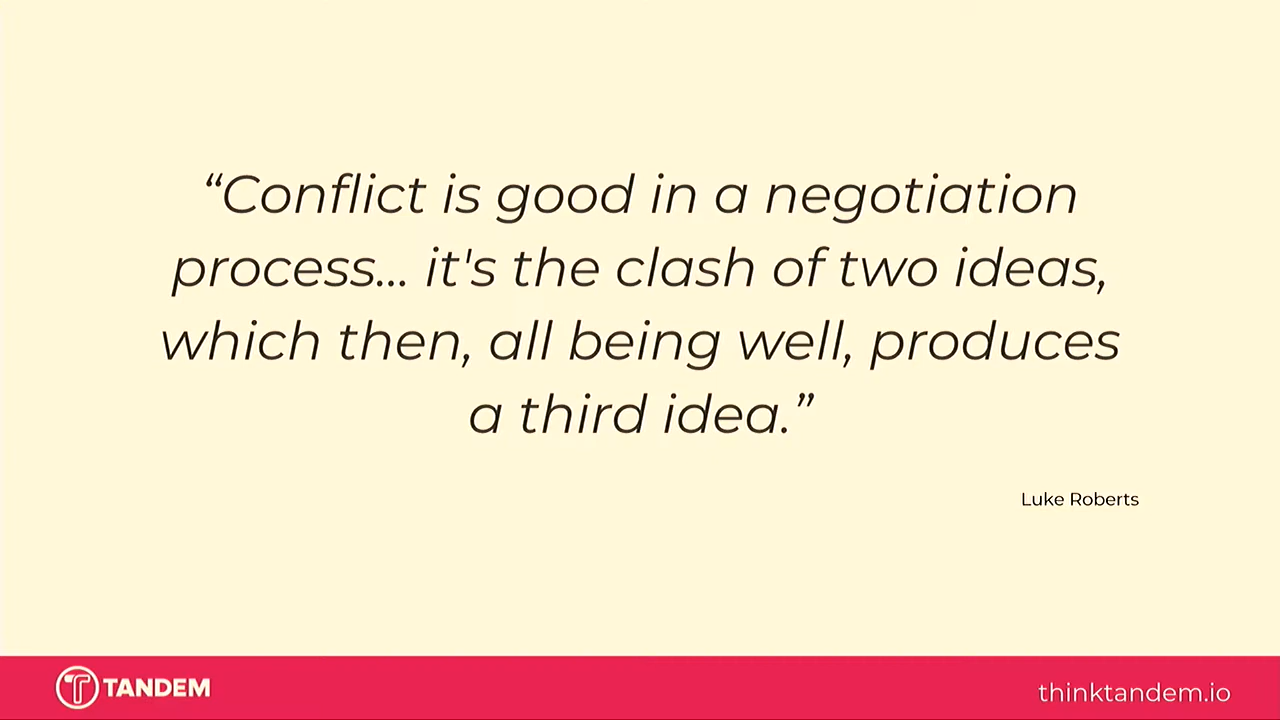 “Conflict is good in a negotiation
process... it's the clash of two ideas,
which then, all being well, produces
a third idea.”
Luke Roberts
TANDEM
thinktandem.io